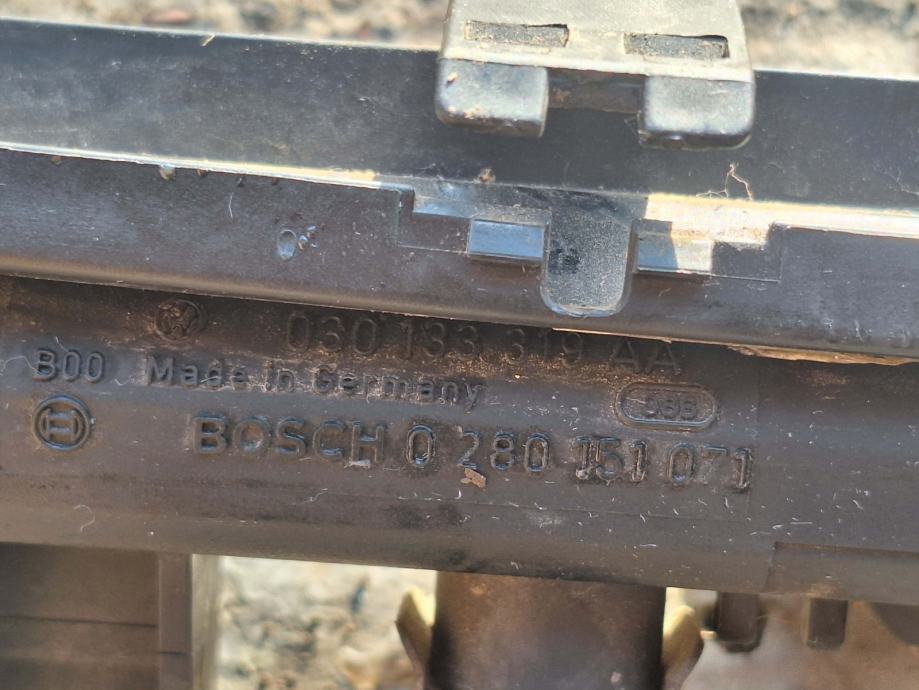 030 133 319 AA
B00 Made in Germany
BOSCH 0 280 151 071